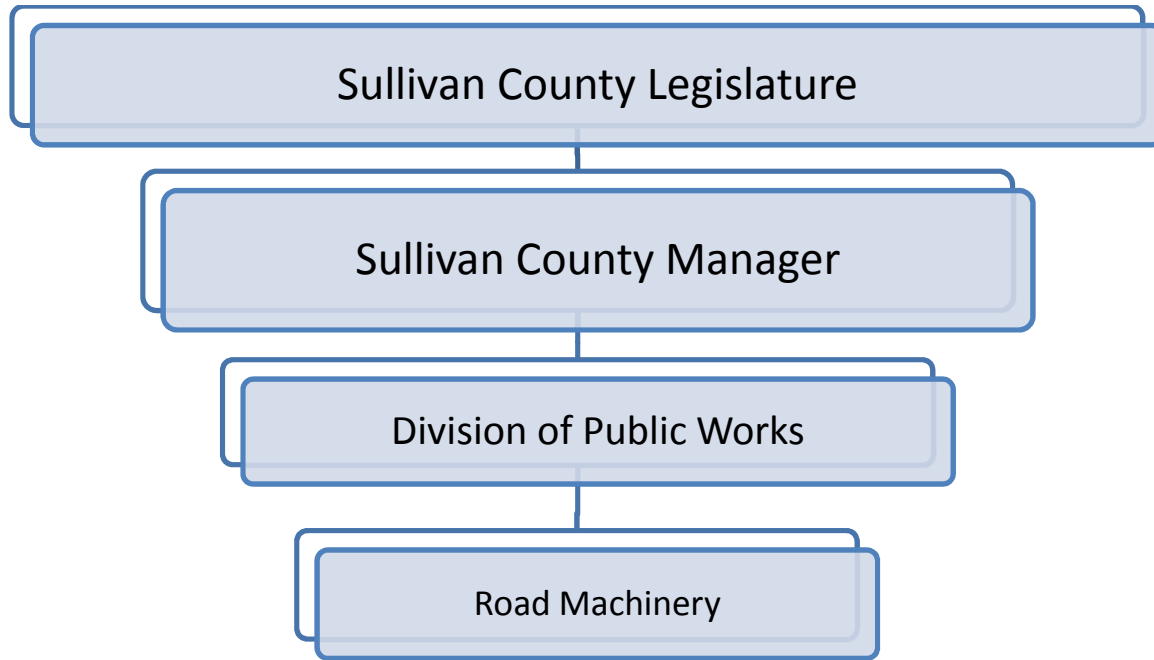 Sullivan County Legislature
Sullivan County Manager
Division of Public Works
Road Machinery